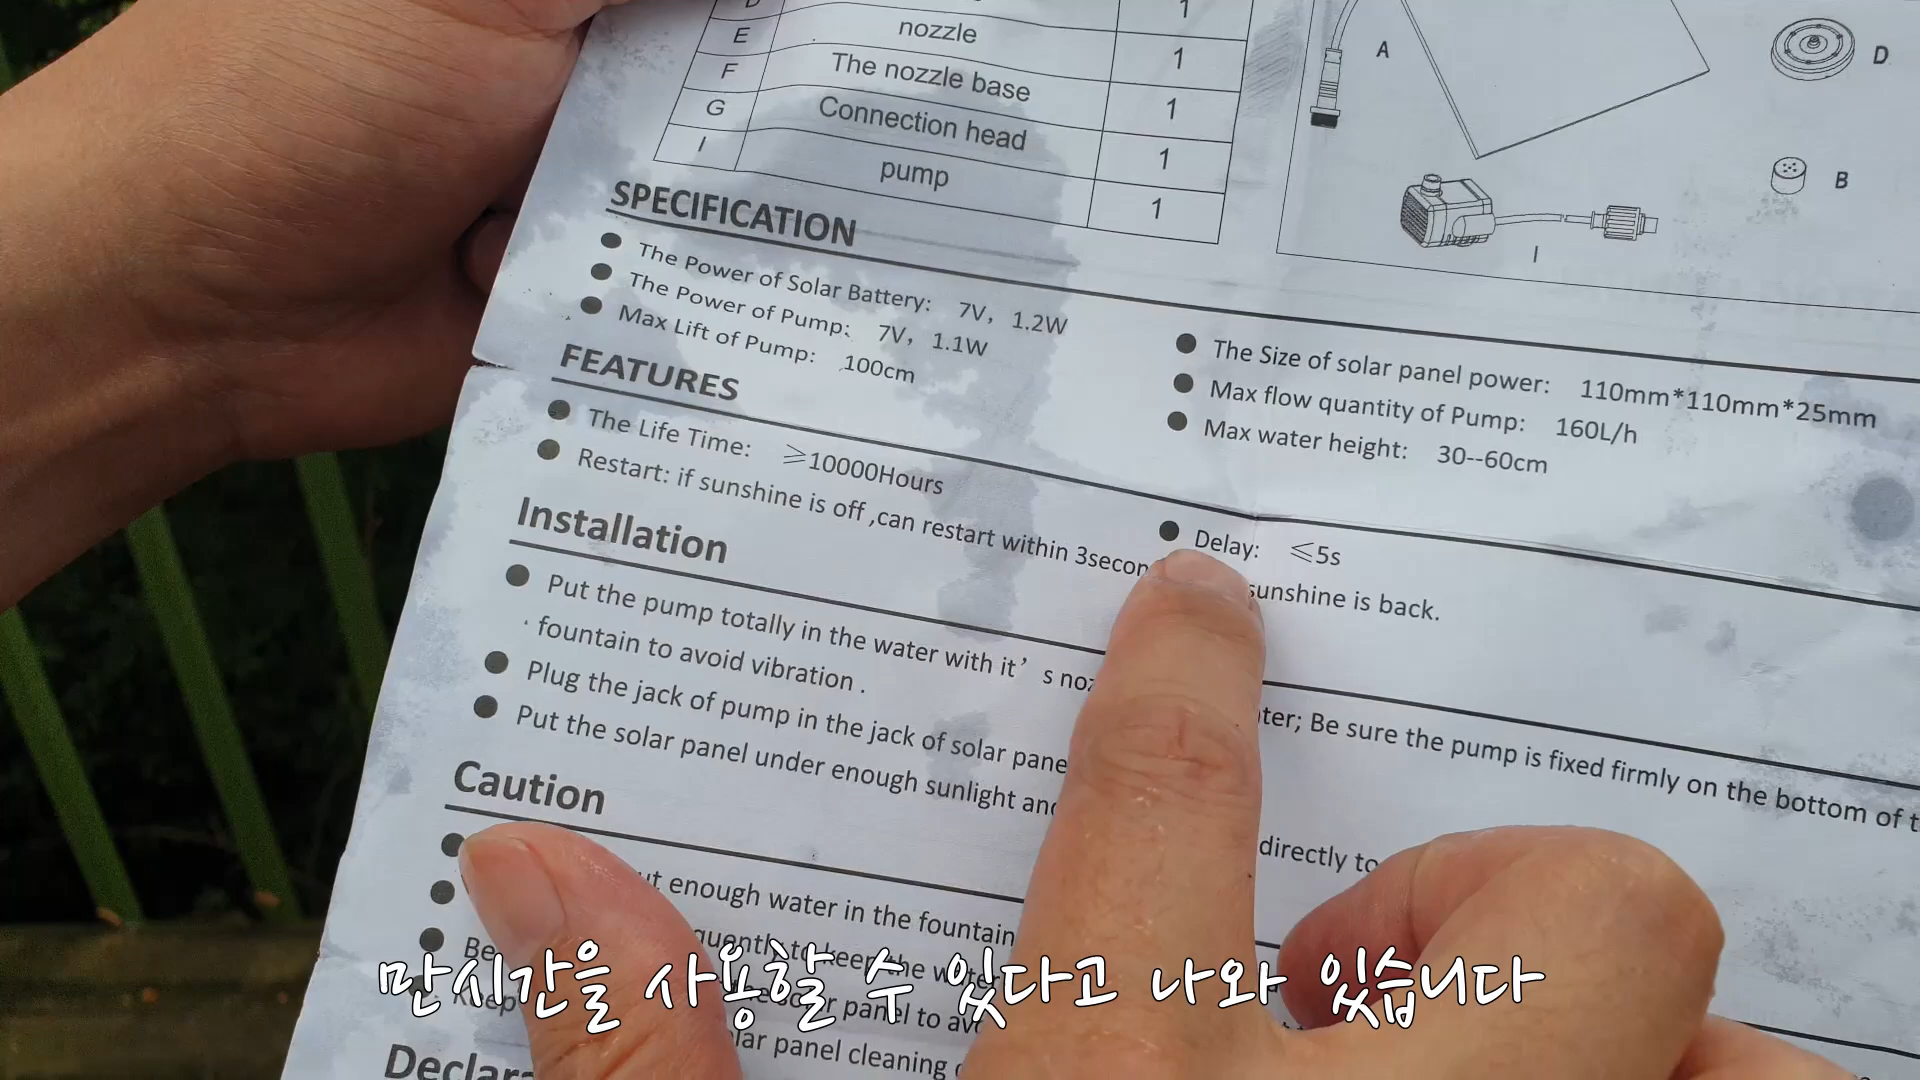 1
E nozzle 1
F The nozzle base 1
G Connection head 1
I pump 1
A
D
B
I
SPECIFICATION
The Power of Solar Battery: 7V, 1.2W
The Power of Pump: 7V, 1.1W
Max Lift of Pump: 100cm
The Size of solar panel power: 110mm*110mm*25mm
Max flow quantity of Pump: 160L/h
Max water height: 30--60cm
FEATURES
The Life Time: ≥10000Hours
Delay: ≤5s
Restart: if sunshine is off ,can restart within 3secon sunshine is back.
Installation
Put the pump totally in the water with it’s Be sure the pump is fixed firmly on the bottom of
fountain to avoid vibration .
Plug the jack of pump in the jack of solar
Put the solar panel under enough sunlight directly
Caution
enough water in the fountain
keep the
panel to
panel cleaning
만시간을 사용할 수 있다고 나와 있습니다